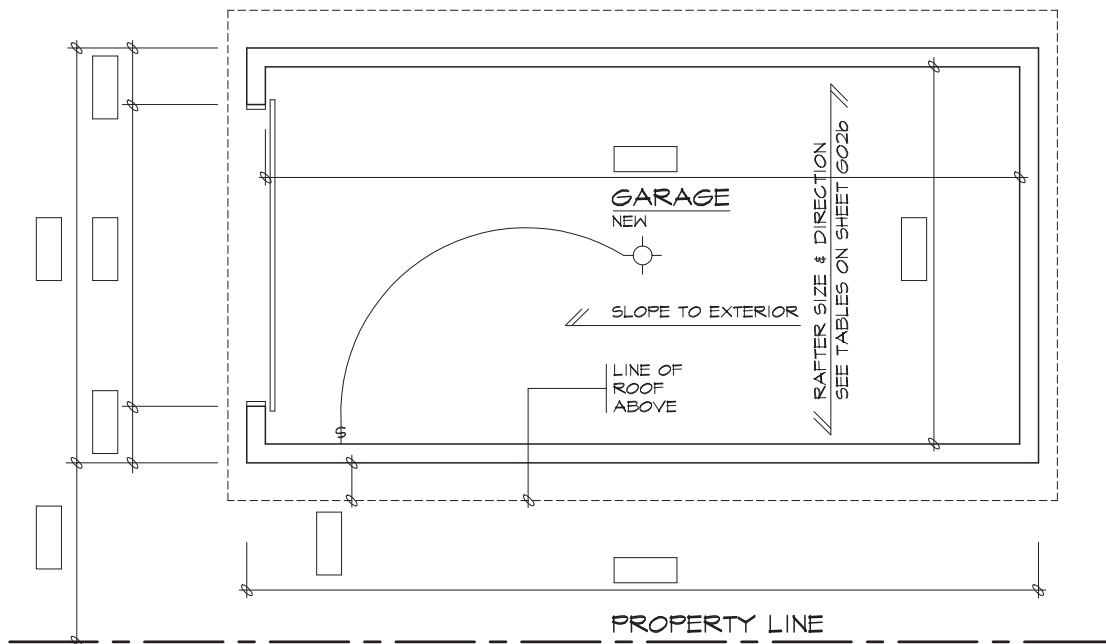 GARAGE
NEW
SLOPE TO EXTERIOR
LINE OF
ROOF
ABOVE
RAFTER SIZE & DIRECTION
SEE TABLES ON SHEET G02b
S
PROPERTY LINE